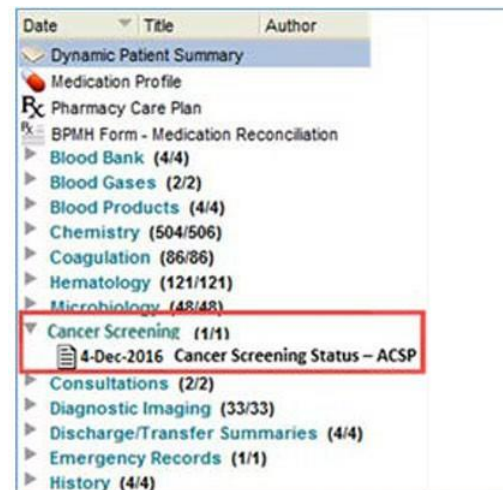 Date Title Author
Dynamic Patient Summary
Medication Profile
Rx Pharmacy Care Plan
Rx BPMH Form - Medication Reconciliation
Blood Bank (4/4)
Blood Gases (2/2)
Blood Products (4/4)
Chemistry (504/506)
Coagulation (86/86)
Hematology (121/121)
Microbiology (48/48)
Cancer Screening (1/1)
4-Dec-2016 Cancer Screening Status – ACSP
Consultations (2/2)
Diagnostic Imaging (33/33)
Discharge/Transfer Summaries (4/4)
Emergency Records (1/1)
History (4/4)